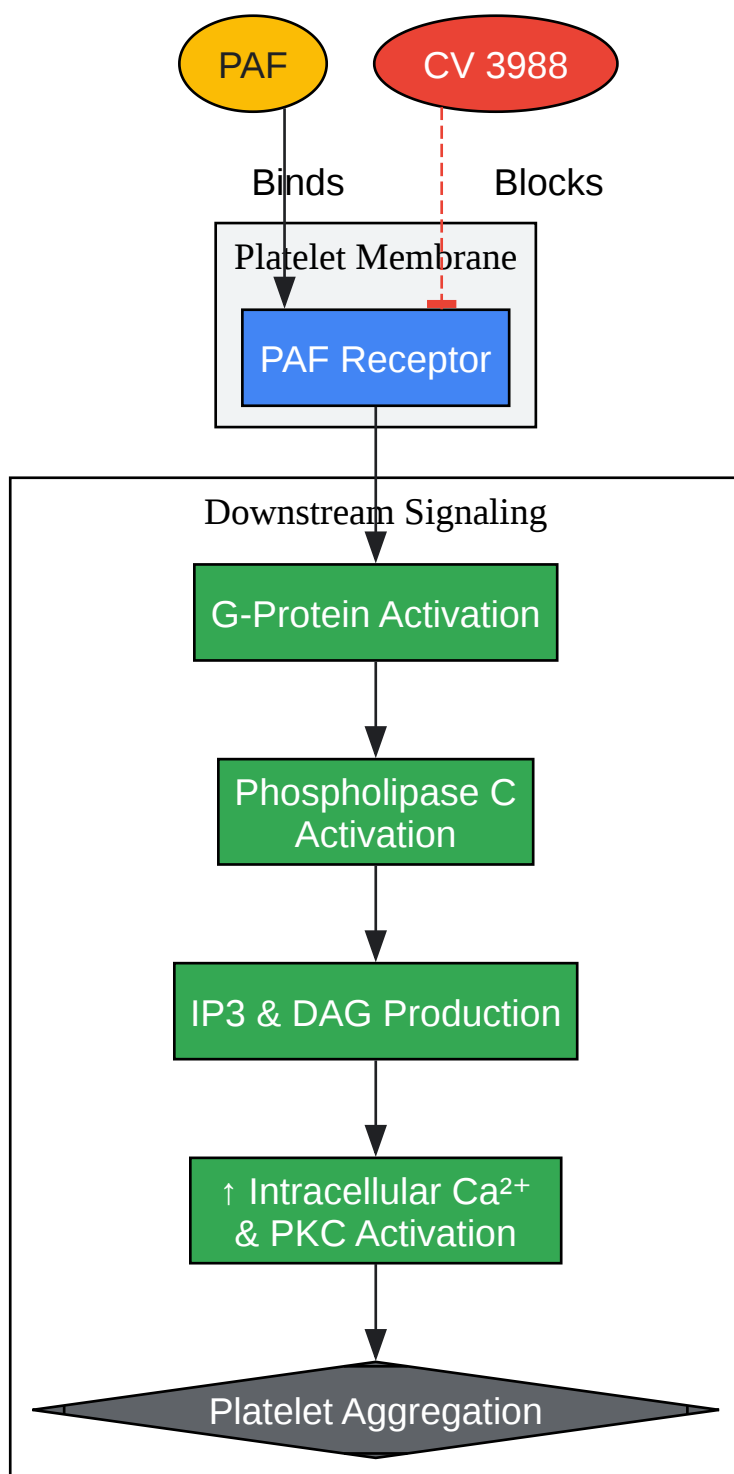 PAF
CV 3988
Binds
Blocks
Platelet Membrane
PAF Receptor
Downstream Signaling
G-Protein Activation
Phospholipase C
Activation
IP3 & DAG Production
↑ Intracellular Ca²⁺
& PKC Activation
Platelet Aggregation